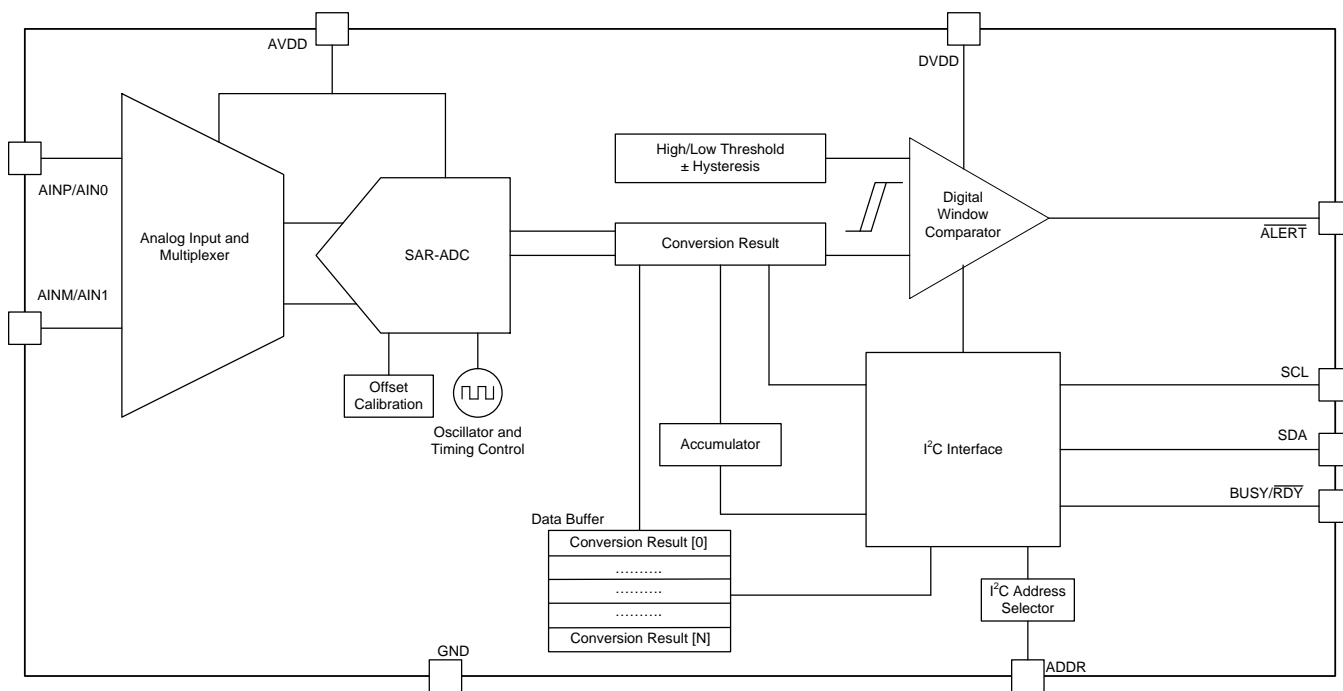 AVDD
DVDD
High/Low Threshold
± Hysteresis
AINP/AIN0
Digital
Window
Comparator
ALERT
Analog Input and
Multiplexer
SAR-ADC
Conversion Result
AINM/AIN1
Offset
Calibration
Oscillator and
Timing Control
SCL
Accumulator
I²C Interface
SDA
BUSY/RDY
Data Buffer
Conversion Result [0]
..........
..........
..........
Conversion Result [N]
I²C Address
Selector
GND
ADDR